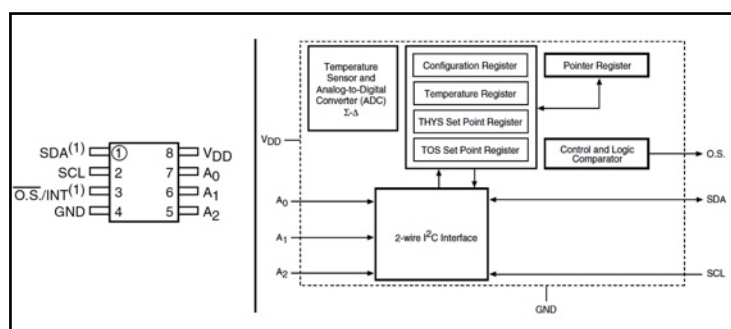 SDA(1)
1
8
VDD
SCL
2
7
A0
O.S./INT(1)
3
6
A1
GND
4
5
A2
Temperature
Sensor and
Analog-to-Digital
Converter (ADC)
Σ-Δ
Configuration Register
Temperature Register
THYS Set Point Register
TOS Set Point Register
Pointer Register
Control and Logic
Comparator
VDD
O.S.
A0
A1
A2
2-wire I2C Interface
SDA
SCL
GND